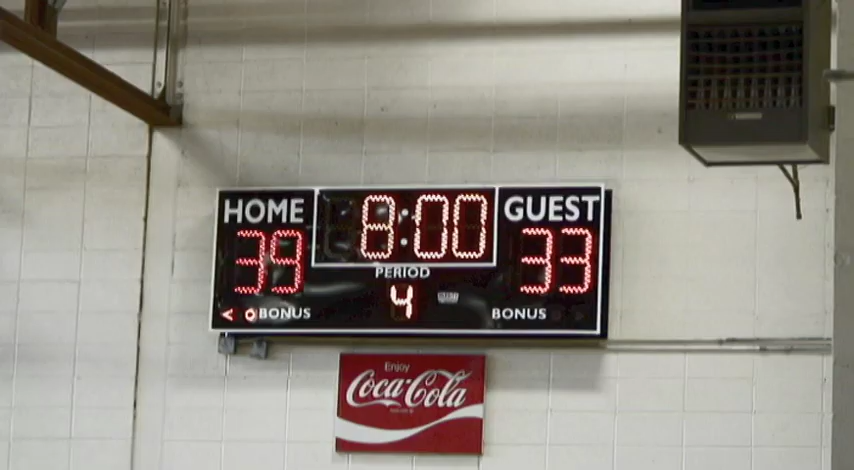 HOME 8:00 GUEST
39 33
PERIOD
4
< BONUS BONUS
Enjoy
Coca-Cola